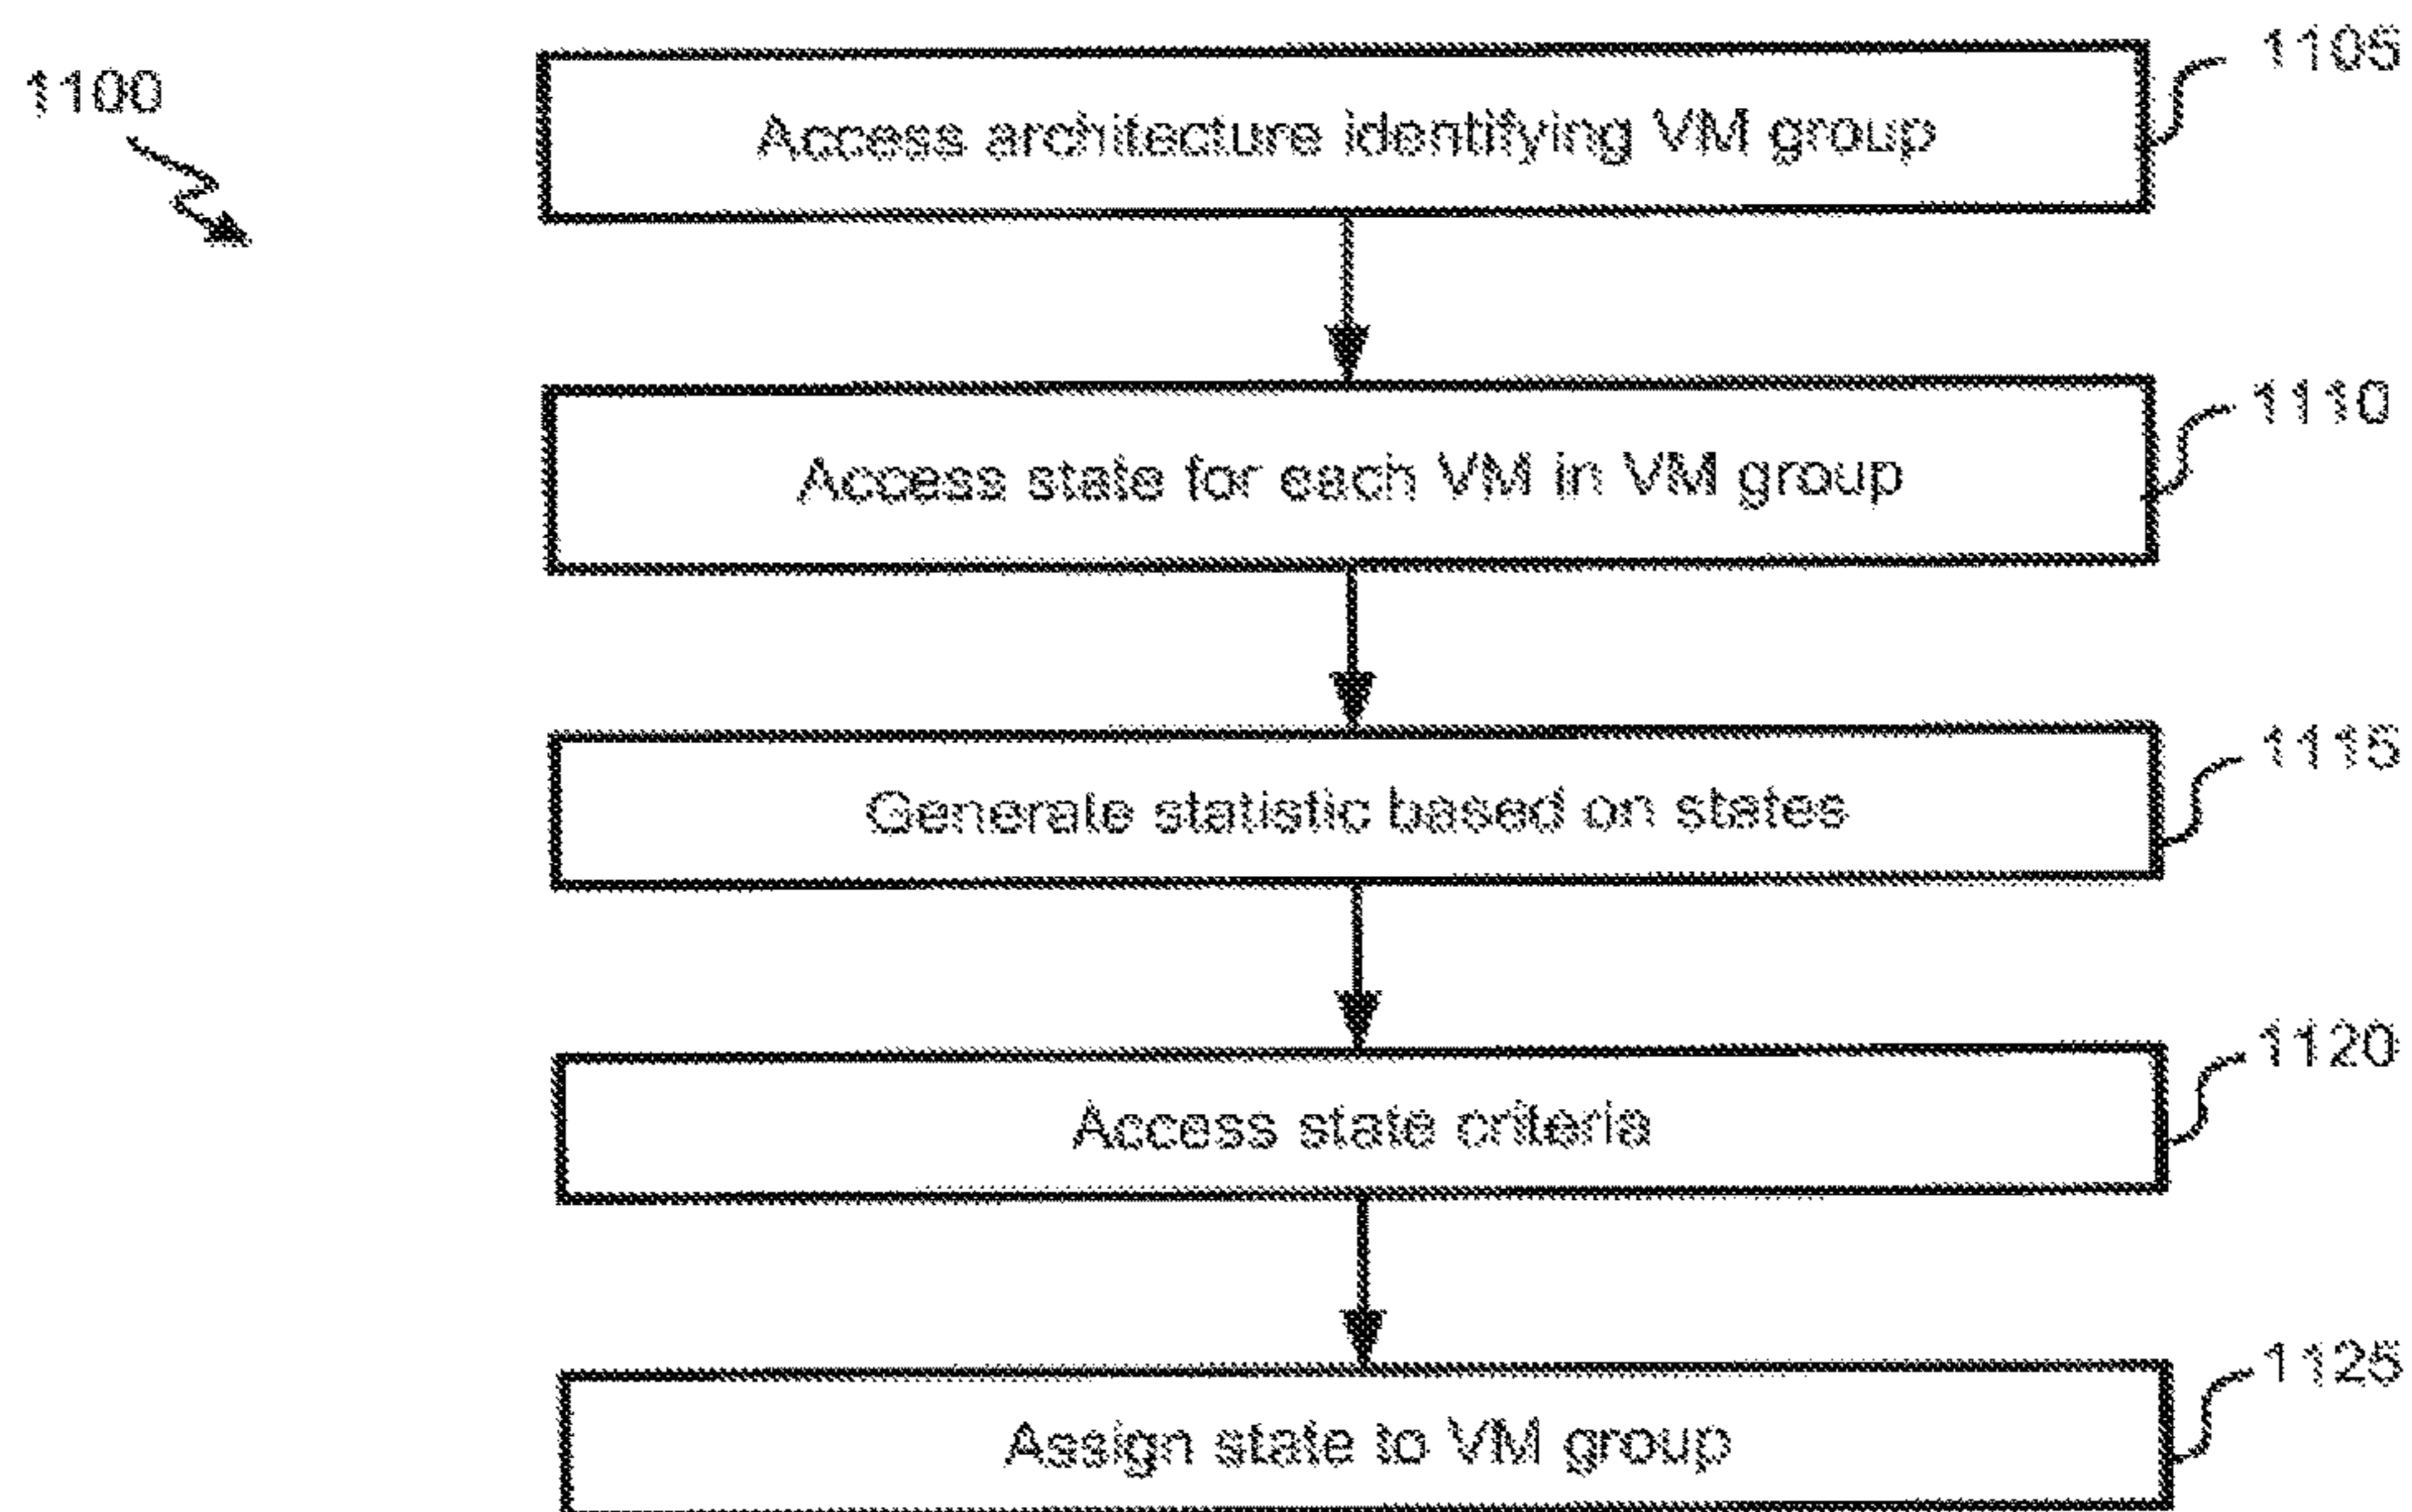 1100
1105
Access architecture identifying VM group
1110
Access state for each VM in VM group
1115
Generate statistic based on states
1120
Access state criteria
1125
Assign state to VM group